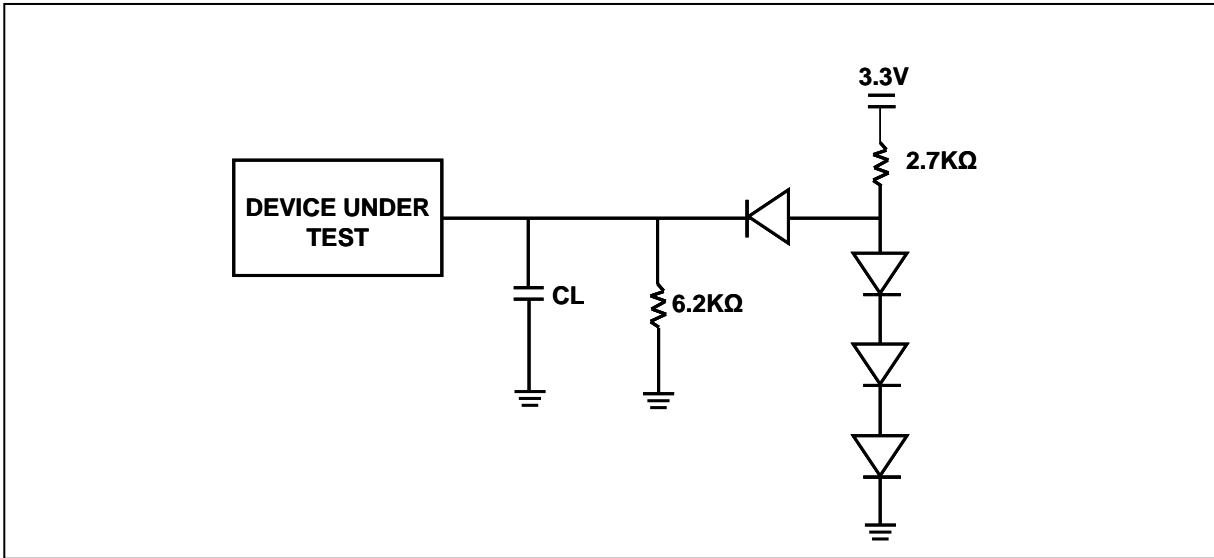 3.3V
2.7KΩ
DEVICE UNDER
TEST
CL
6.2KΩ